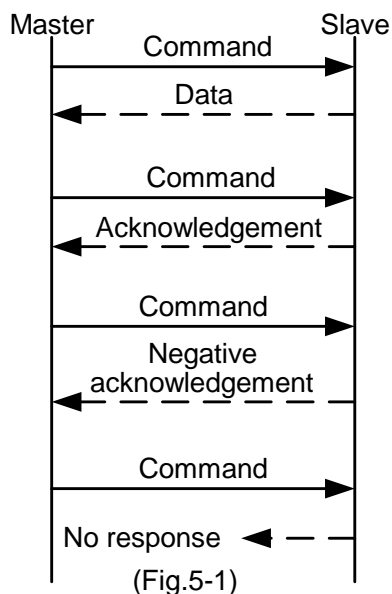 Master Slave
Command
Data
Command
Acknowledgement
Command
Negative
acknowledgement
Command
No response
(Fig.5-1)